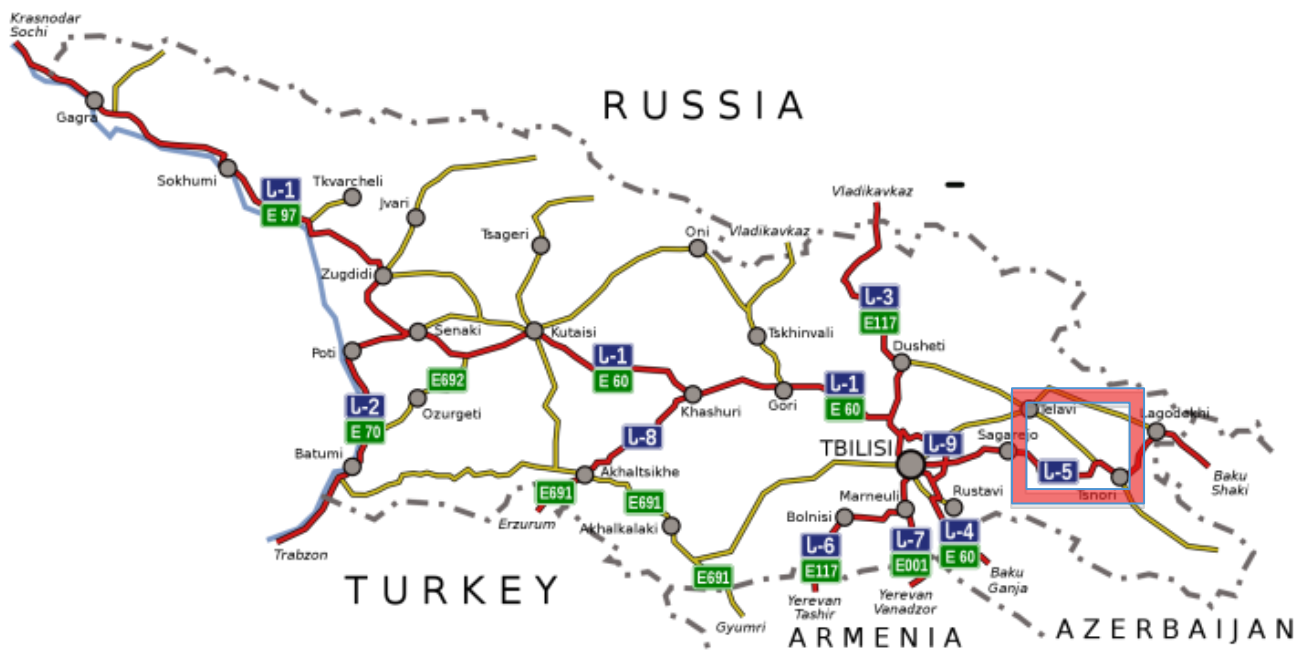 Krasnodar
Sochi
Gagra
RUSSIA
Sokhumi
ს-1
E 97
Tkvarcheli
Jvari
Tsageri
Oni
Vladikavkaz
Vladikavkaz
Zugdidi
ს-3
E117
Senaki
Kutaisi
Tskhinvali
Dusheti
Poti
ს-1
E 60
E692
Ozurgeti
Khashuri
Gori
ს-1
E 60
Telavi
Lagodekhi
ს-2
E 70
ს-8
TBILISI
ს-9
Sagarejo
ს-5
Batumi
Akhaltsikhe
Tsnori
Baku
Shaki
E691
E691
Erzurum
Akhalkalaki
Marneuli
Rustavi
Bolnisi
Trabzon
ს-6
E117
ს-7
E001
ს-4
E 60
TURKEY
E691
Yerevan
Tashir
Yerevan
Vanadzor
Baku
Ganja
Gyumri
ARMENIA
AZERBAIJAN